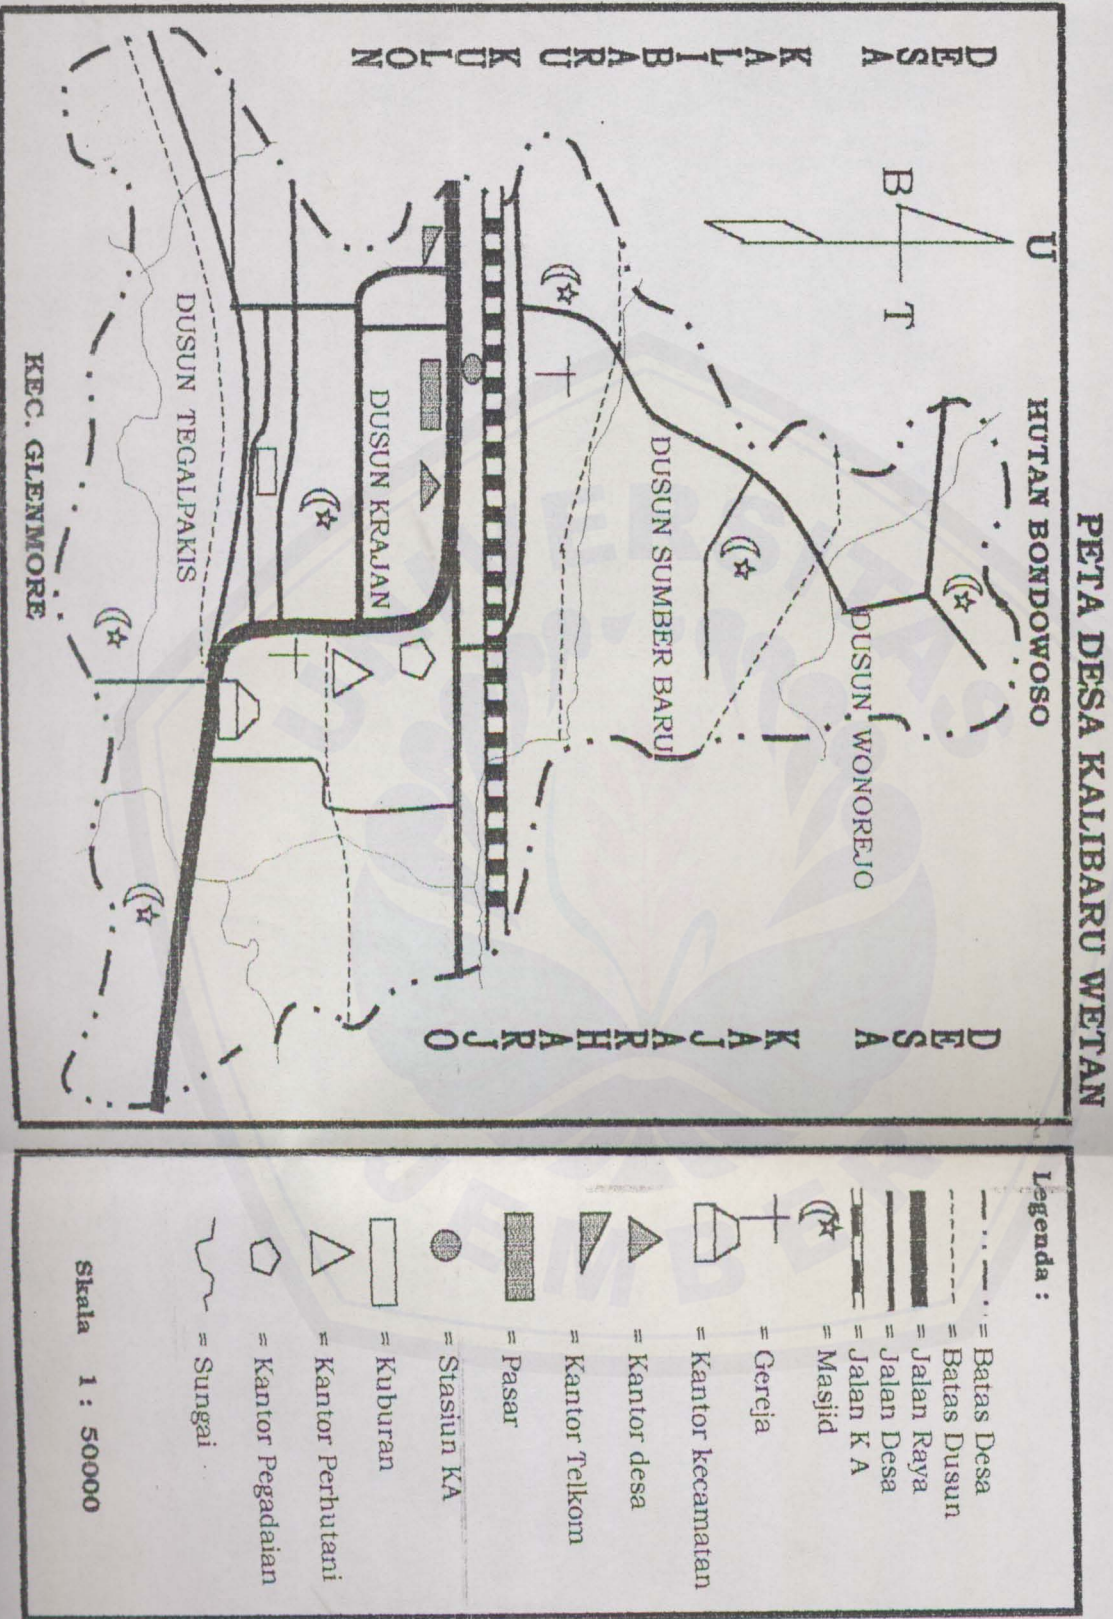 PETA DESA KALIBARU WETAN
HUTAN BONDOWOSO
U
B T
DESA KALIBARU KULON
DESA KAJARHARJO
DUSUN WONOREJO
DUSUN SUMBER BARU
DUSUN KRAJAN
DUSUN TEGALPAKIS
KEC. GLENMORE
Legenda :
= Batas Desa
= Batas Dusun
= Jalan Raya
= Jalan Desa
= Jalan K A
= Masjid
= Gereja
= Kantor kecamatan
= Kantor desa
= Kantor Telkom
= Pasar
= Stasiun KA
= Kuburan
= Kantor Perhutani
= Kantor Pegadaian
= Sungai
Skala 1 : 50000
UNIVERSITAS
JEMBER